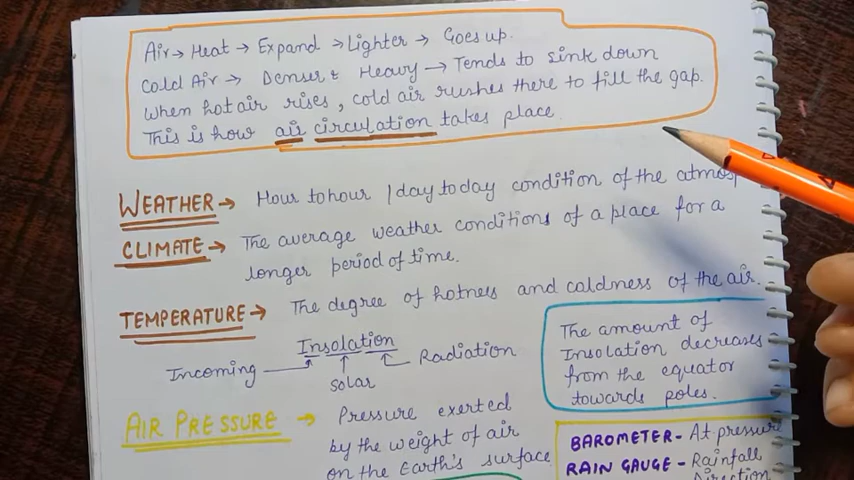 Air → Heat → Expand → Lighter → Goes up.
Cold Air → Denser & Heavy → Tends to sink down
When hot air rises, cold air rushes there to fill the gap.
This is how air circulation takes place.
WEATHER → Hour to hour / day to day condition of the atmosp
CLIMATE → The average weather conditions of a place for a
longer period of time.
TEMPERATURE → The degree of hotness and coldness of the air.
Insolation
Incoming
solar
Radiation
The amount of
Insolation decreases
from the equator
towards poles.
AIR PRESSURE → Pressure exerted
by the weight of air
on the Earth's surface
BAROMETER - At pressure
RAIN GAUGE - Rainfall
Direction